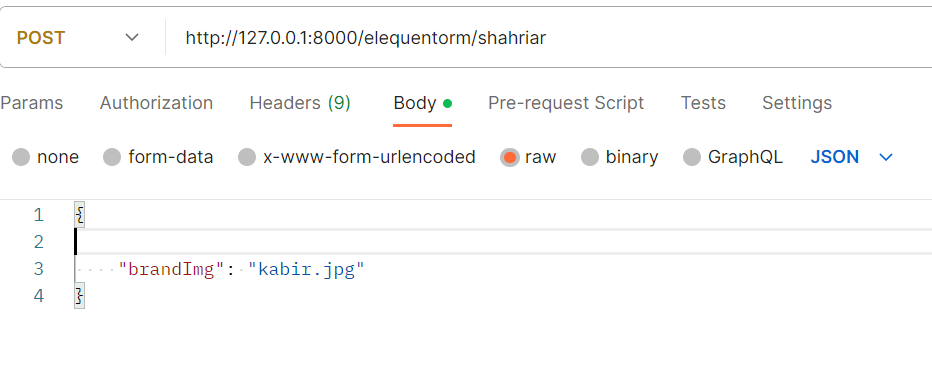 POST http://127.0.0.1:8000/elequentorm/shahriar
Params Authorization Headers (9) Body Pre-request Script Tests Settings
none form-data x-www-form-urlencoded raw binary GraphQL JSON
1 {
2
3 "brandImg": "kabir.jpg"
4 }